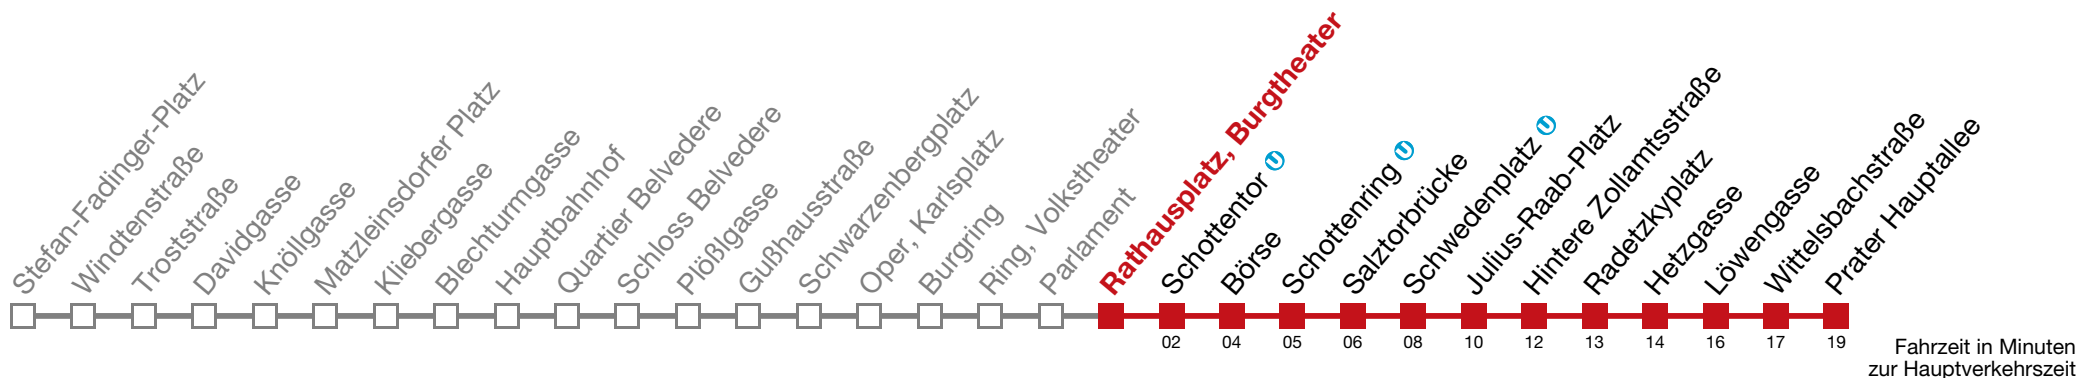 Stefan-Fadinger-Platz
Windtenstraße
Troststraße
Davidgasse
Knöllgasse
Matzleinsdorfer Platz
Kliebergasse
Blechturmgasse
Hauptbahnhof
Quartier Belvedere
Schloss Belvedere
Plößlgasse
Gußhausstraße
Schwarzenbergplatz
Oper, Karlsplatz
Burgring
Ring, Volkstheater
Parlament
Rathausplatz, Burgtheater
Schottentor U
Börse
Schottenring U
Salztorbrücke
Schwedenplatz U
Julius-Raab-Platz
Hintere Zollamtsstraße
Radetzkyplatz
Hetzgasse
Löwengasse
Wittelsbachstraße
Prater Hauptallee
02 04 05 06 08 10 12 13 14 16 17 19
Fahrzeit in Minuten
zur Hauptverkehrszeit